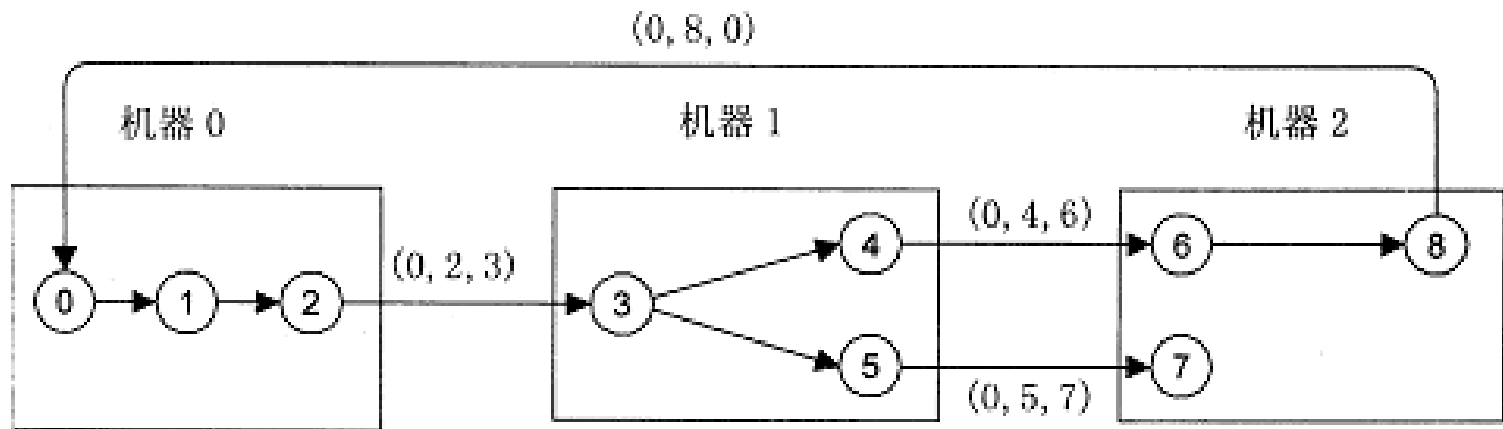 (0, 8, 0)
机器 0
机器 1
机器 2
(0, 2, 3)
(0, 4, 6)
(0, 5, 7)
0
1
2
3
4
5
6
7
8